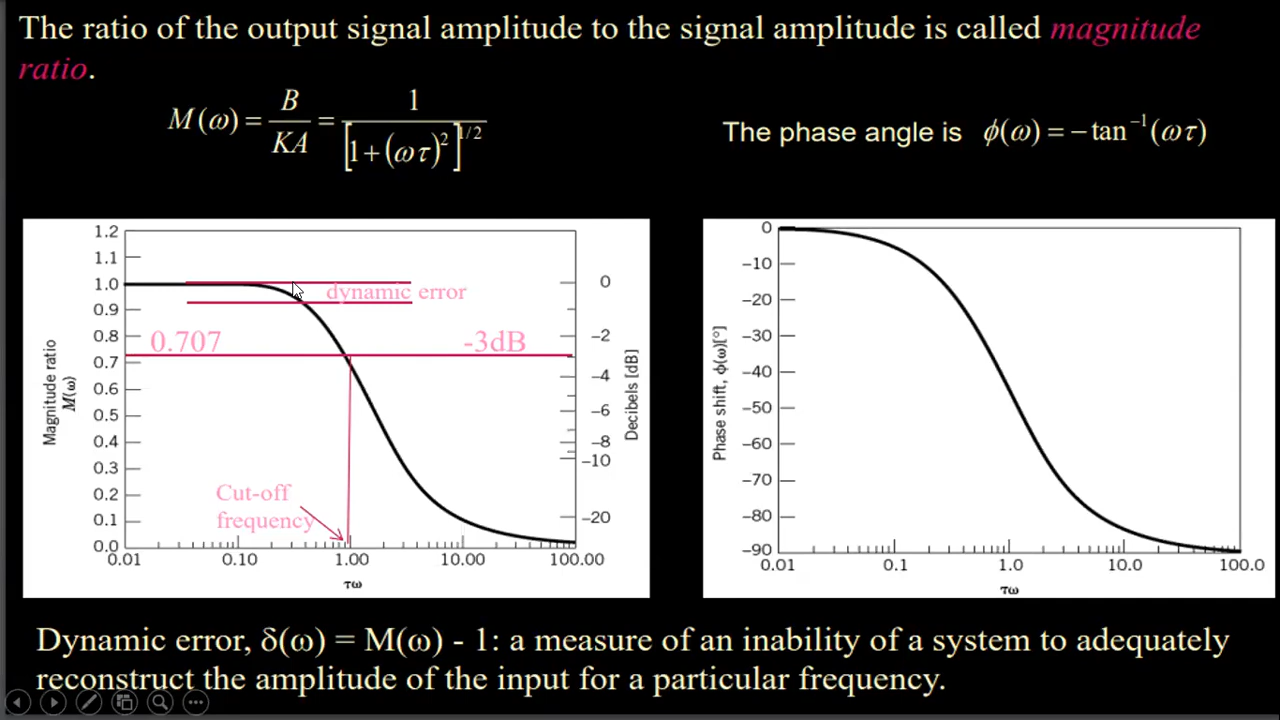 The ratio of the output signal amplitude to the signal amplitude is called magnitude
ratio.
M(ω) = B/KA = 1/[1+(ωτ)²]^1/2
The phase angle is φ(ω) = −tan⁻¹(ωτ)
1.2
1.1
1.0
0.9
0.8
0.7
0.6
0.5
0.4
0.3
0.2
0.1
0.0
Magnitude ratio
M(ω)
dynamic error
0.707
-3dB
Cut-off
frequency
0
−2
−4
−6
−8
−10
−20
Decibels [dB]
0.01 0.10 1.00 10.00 100.00
τω
0
−10
−20
−30
−40
−50
−60
−70
−80
−90
Phase shift, φ(ω)[°]
0.01 0.1 1.0 10.0 100.0
τω
Dynamic error, δ(ω) = M(ω) - 1: a measure of an inability of a system to adequately
reconstruct the amplitude of the input for a particular frequency.